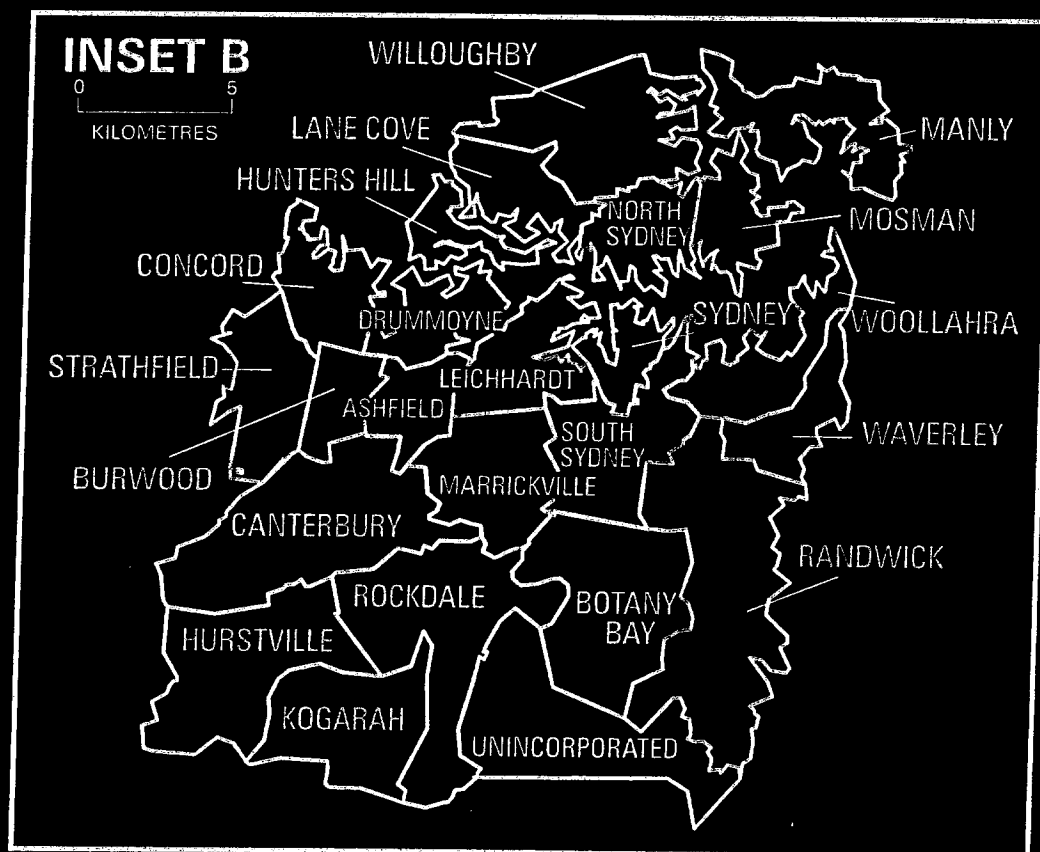 INSET B
0 5
KILOMETRES
WILLOUGHBY
LANE COVE
MANLY
HUNTERS HILL
NORTH
SYDNEY
MOSMAN
CONCORD
DRUMMOYNE
SYDNEY
WOOLLAHRA
STRATHFIELD
LEICHHARDT
ASHFIELD
SOUTH
SYDNEY
WAVERLEY
BURWOOD
MARRICKVILLE
CANTERBURY
RANDWICK
ROCKDALE
BOTANY
BAY
HURSTVILLE
KOGARAH
UNINCORPORATED